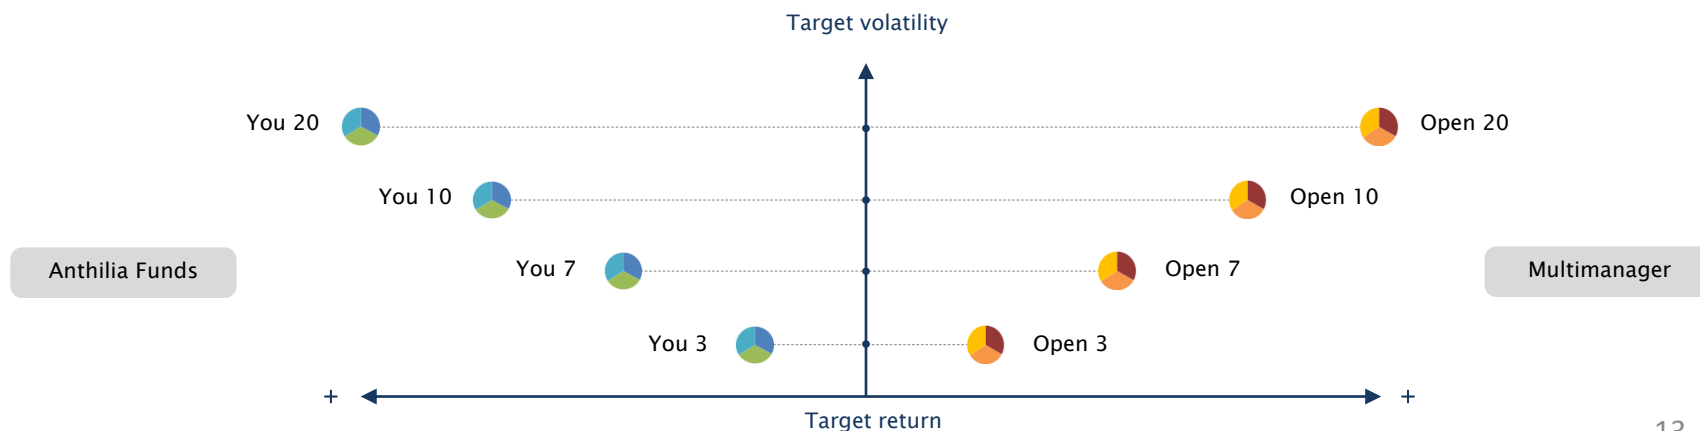 Target volatility
You 20
Open 20
You 10
Open 10
Anthilia Funds
You 7
Open 7
Multimanager
You 3
Open 3
+
+
Target return
13